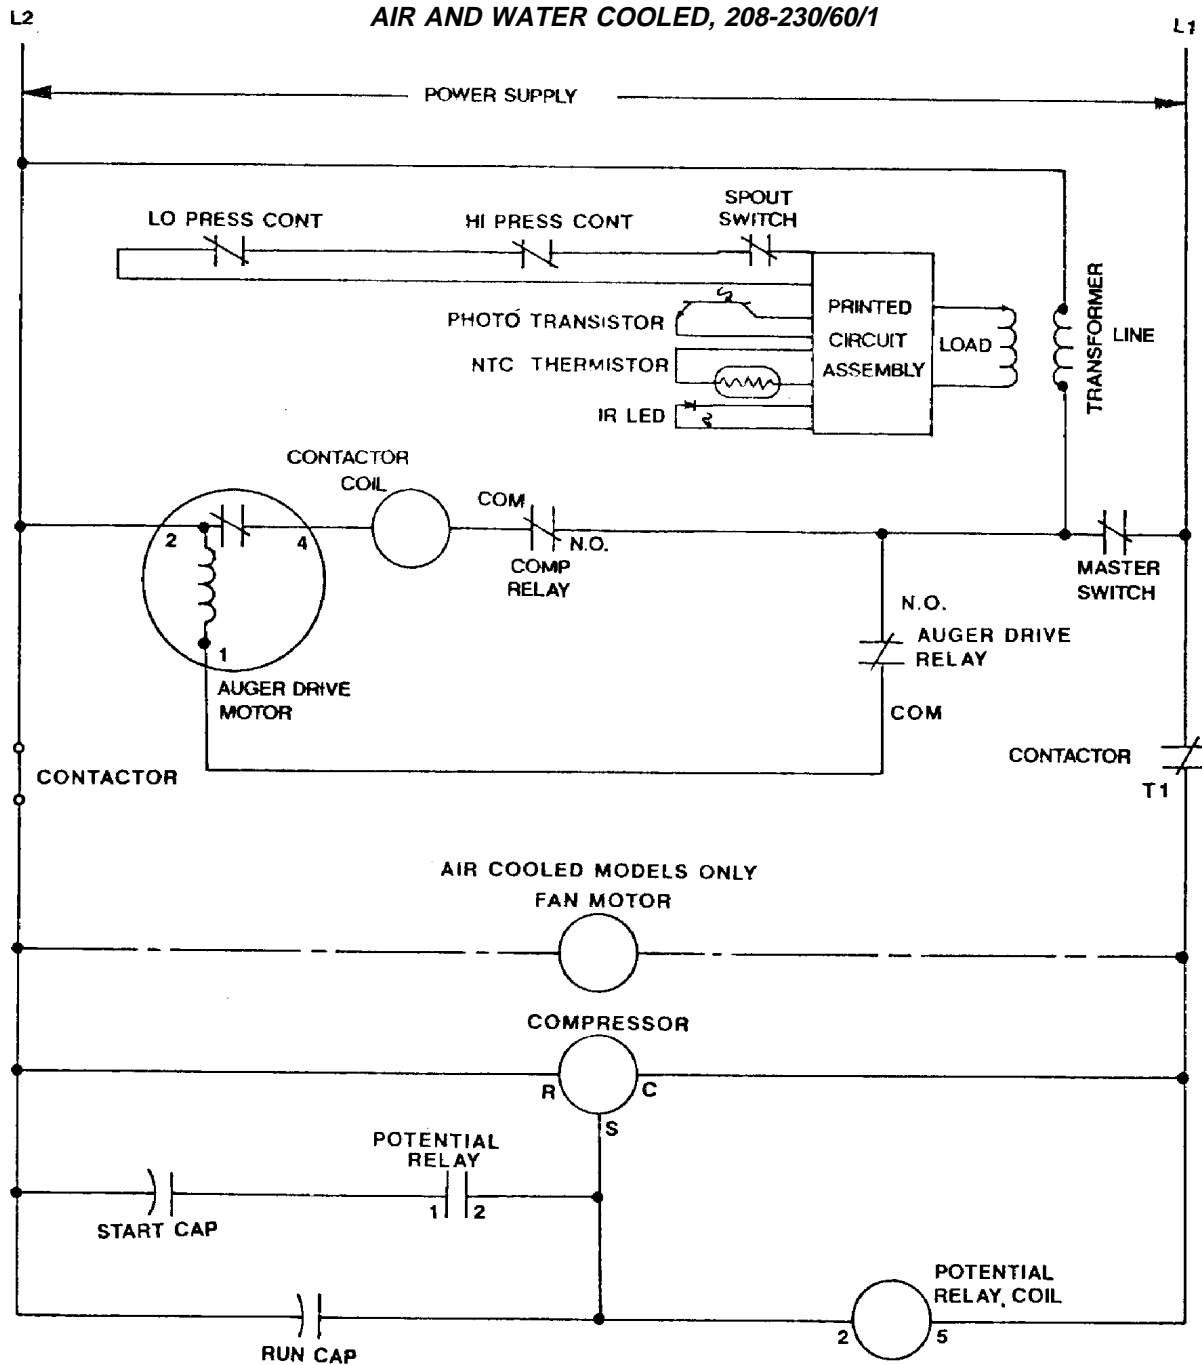 AIR AND WATER COOLED, 208-230/60/1
L2
L1
POWER SUPPLY
LO PRESS CONT
HI PRESS CONT
SPOUT
SWITCH
PHOTO TRANSISTOR
NTC THERMISTOR
IR LED
PRINTED
CIRCUIT
ASSEMBLY
LOAD
TRANSFORMER
LINE
CONTACTOR
COIL
COM
N.O.
COMP
RELAY
2
4
1
AUGER DRIVE
MOTOR
MASTER
SWITCH
N.O.
AUGER DRIVE
RELAY
COM
CONTACTOR
CONTACTOR
T1
AIR COOLED MODELS ONLY
FAN MOTOR
COMPRESSOR
R
C
S
POTENTIAL
RELAY
1
2
START CAP
POTENTIAL
RELAY, COIL
2
5
RUN CAP